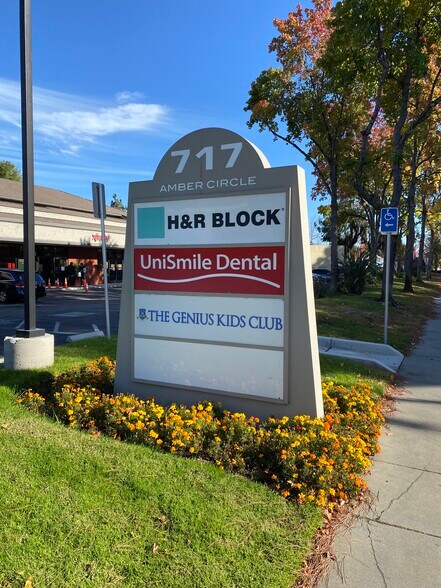 717
AMBER CIRCLE
H&R BLOCK
UniSmile Dental
THE GENIUS KIDS CLUB